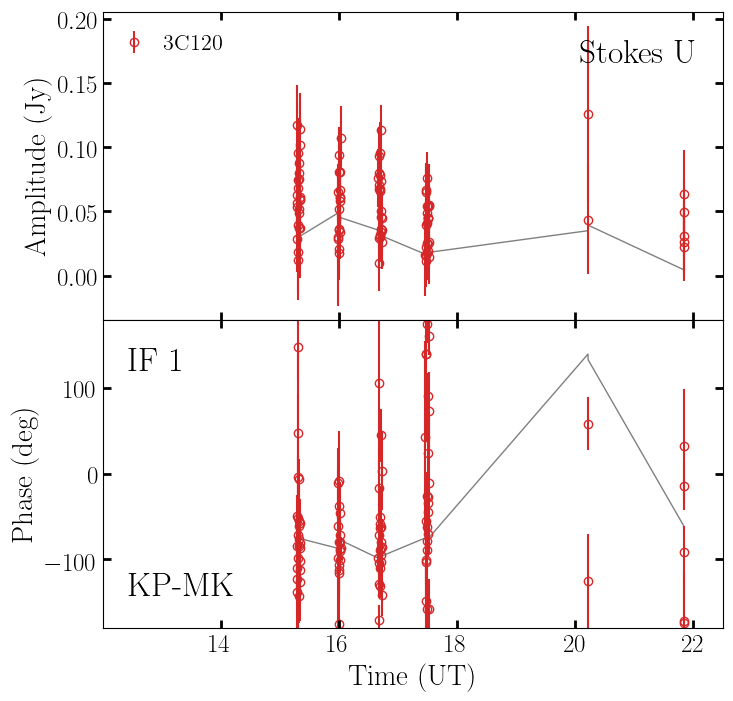 3C120
Stokes U
0.20
0.15
0.10
0.05
0.00
Amplitude (Jy)
IF 1
100
0
−100
Phase (deg)
KP-MK
14 16 18 20 22
Time (UT)